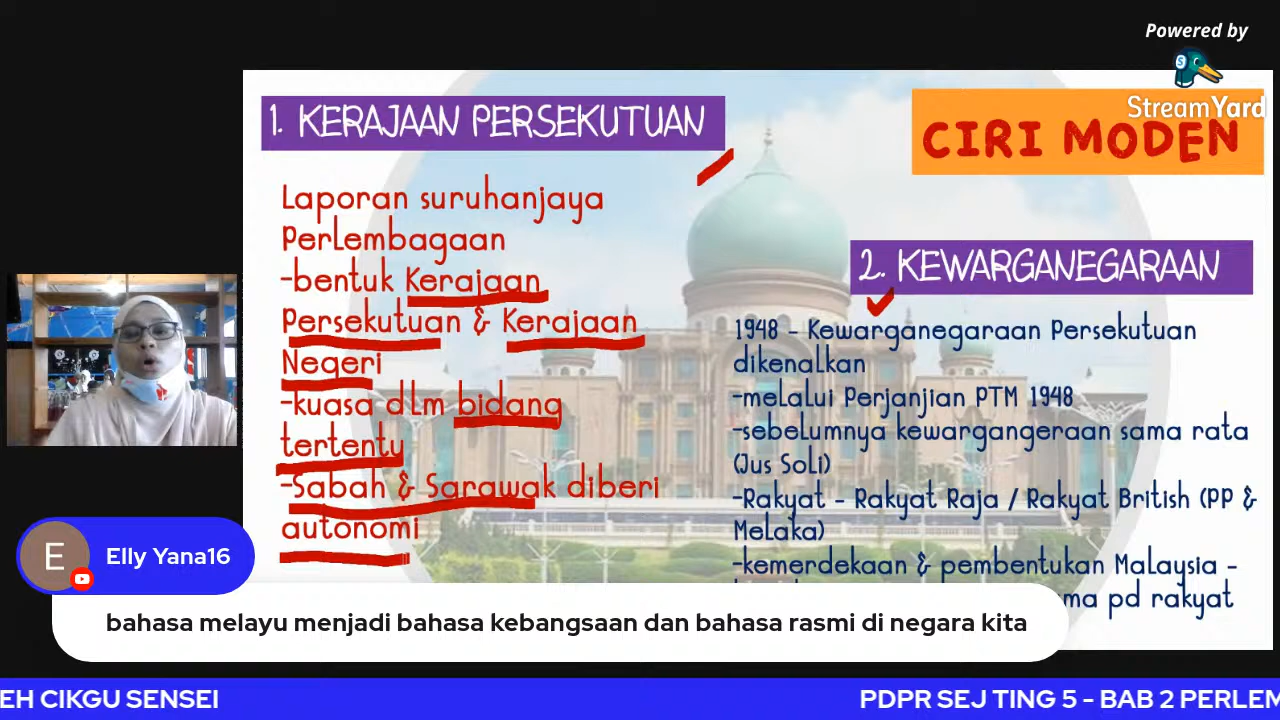 Powered by
StreamYard
1. KERAJAAN PERSEKUTUAN
CIRI MODEN
Laporan suruhanjaya
Perlembagaan
-bentuk Kerajaan
Persekutuan & Kerajaan
Negeri
-kuasa dlm bidang
tertentu
-Sabah & Sarawak diberi
autonomi
2. KEWARGANEGARAAN
1948 - Kewarganegaraan Persekutuan
dikenalkan
-melalui Perjanjian PTM 1948
-sebelumnya kewargangeraan sama rata
(Jus Soli)
-Rakyat - Rakyat Raja / Rakyat British (PP &
Melaka)
-kemerdekaan & pembentukan Malaysia -
ma pd rakyat
E
Elly Yana16
bahasa melayu menjadi bahasa kebangsaan dan bahasa rasmi di negara kita
EH CIKGU SENSEI
PDPR SEJ TING 5 - BAB 2 PERLEM